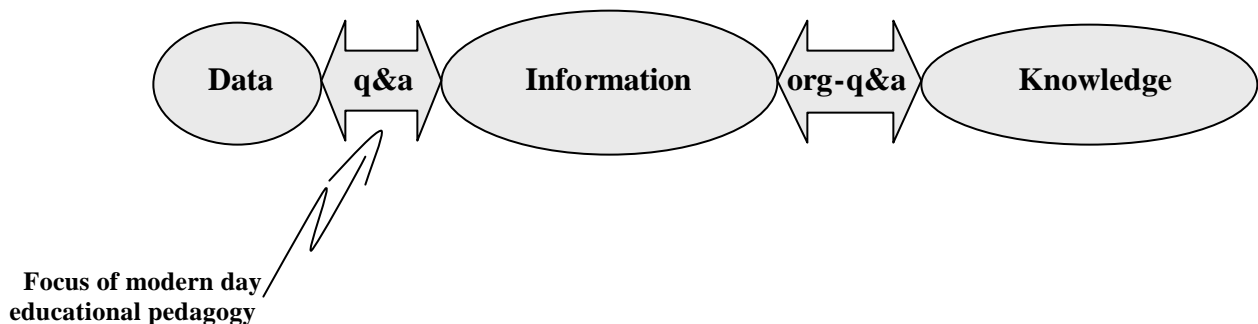 Data q&a Information org-q&a Knowledge
Focus of modern day
educational pedagogy